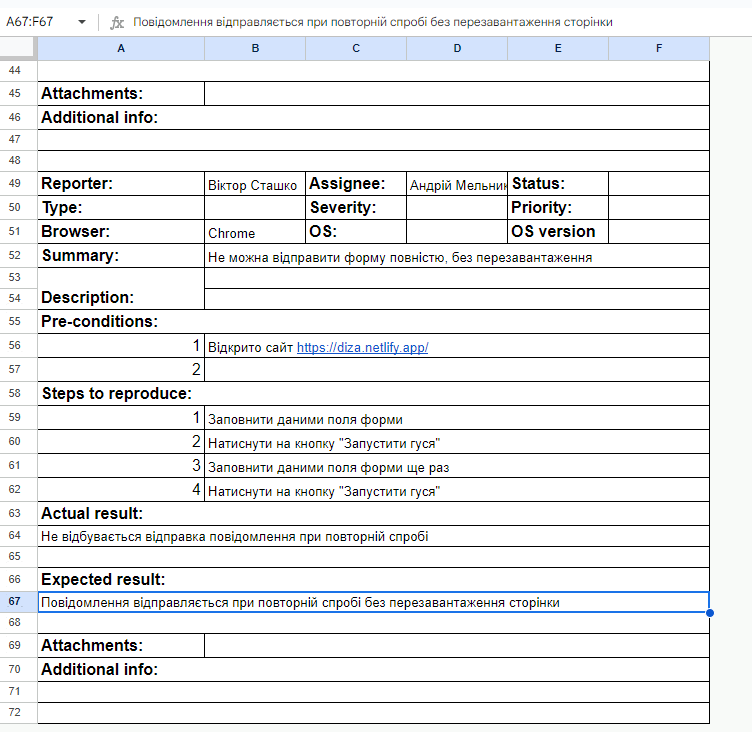 A67:F67 fx Повідомлення відправляється при повторній спробі без перезавантаження сторінки
A B C D E F
44
45 Attachments:
46 Additional info:
47
48
49 Reporter: Віктор Сташко Assignee: Андрій Мельник Status:
50 Type: Severity: Priority:
51 Browser: Chrome OS: OS version
52 Summary: Не можна відправити форму повністю, без перезавантаження
53
54 Description:
55 Pre-conditions:
56 1 Відкрито сайт https://diza.netlify.app/
57 2
58 Steps to reproduce:
59 1 Заповнити даними поля форми
60 2 Натиснути на кнопку "Запустити гуся"
61 3 Заповнити даними поля форми ще раз
62 4 Натиснути на кнопку "Запустити гуся"
63 Actual result:
64 Не відбувається відправка повідомлення при повторній спробі
65
66 Expected result:
67 Повідомлення відправляється при повторній спробі без перезавантаження сторінки
68
69 Attachments:
70 Additional info:
71
72